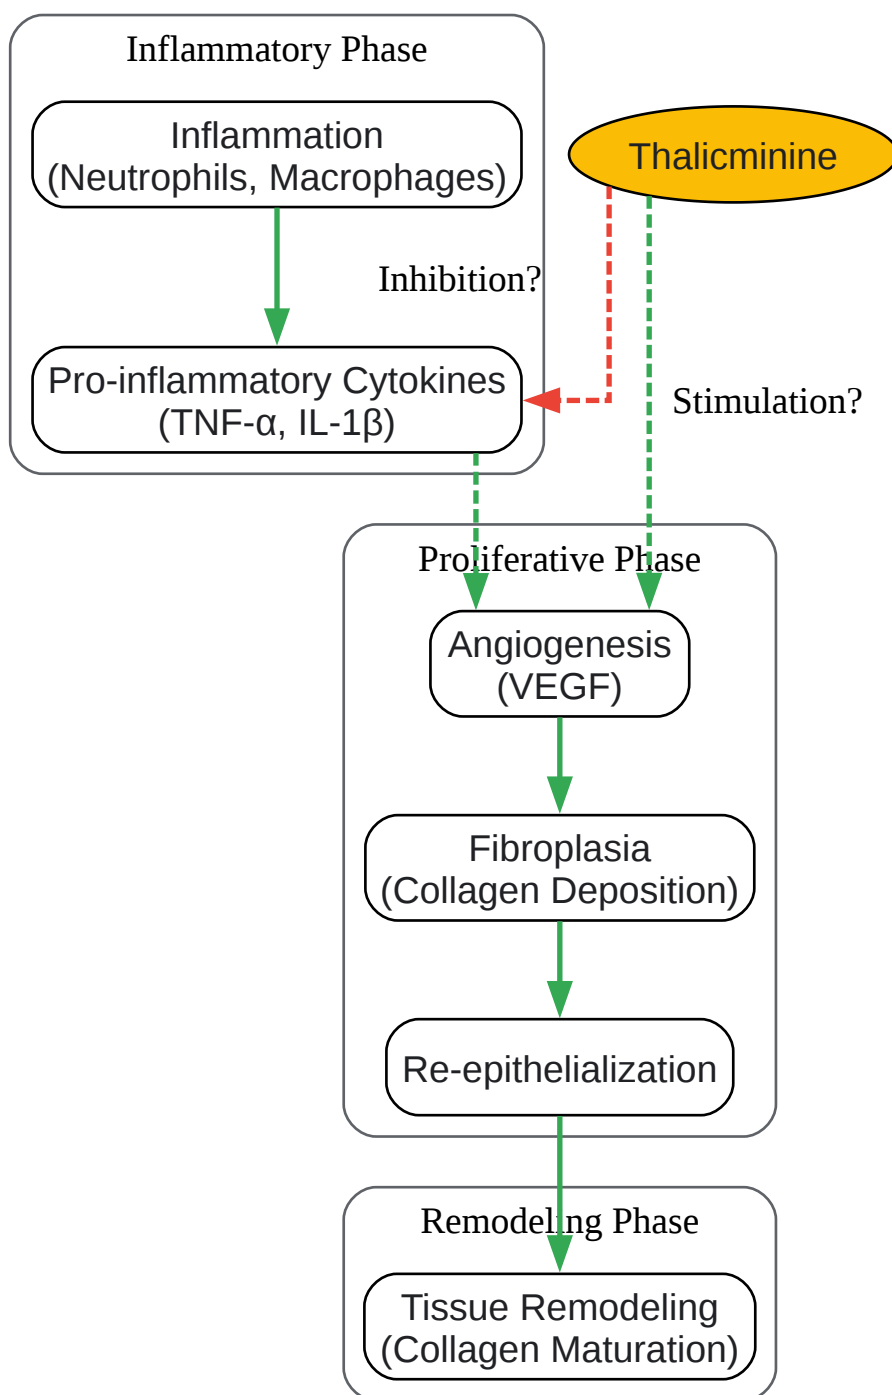 Inflammatory Phase
Inflammation
(Neutrophils, Macrophages)
Thalicminine
Inhibition?
Pro-inflammatory Cytokines
(TNF-α, IL-1β)
Stimulation?
Proliferative Phase
Angiogenesis
(VEGF)
Fibroplasia
(Collagen Deposition)
Re-epithelialization
Remodeling Phase
Tissue Remodeling
(Collagen Maturation)